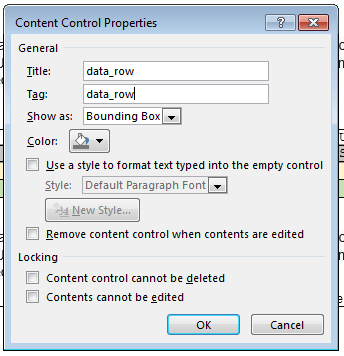 Content Control Properties
General
Title: data_row
Tag: data_row
Show as: Bounding Box
Color:
Use a style to format text typed into the empty control
Style: Default Paragraph Font
New Style...
Remove content control when contents are edited
Locking
Content control cannot be deleted
Contents cannot be edited
OK Cancel